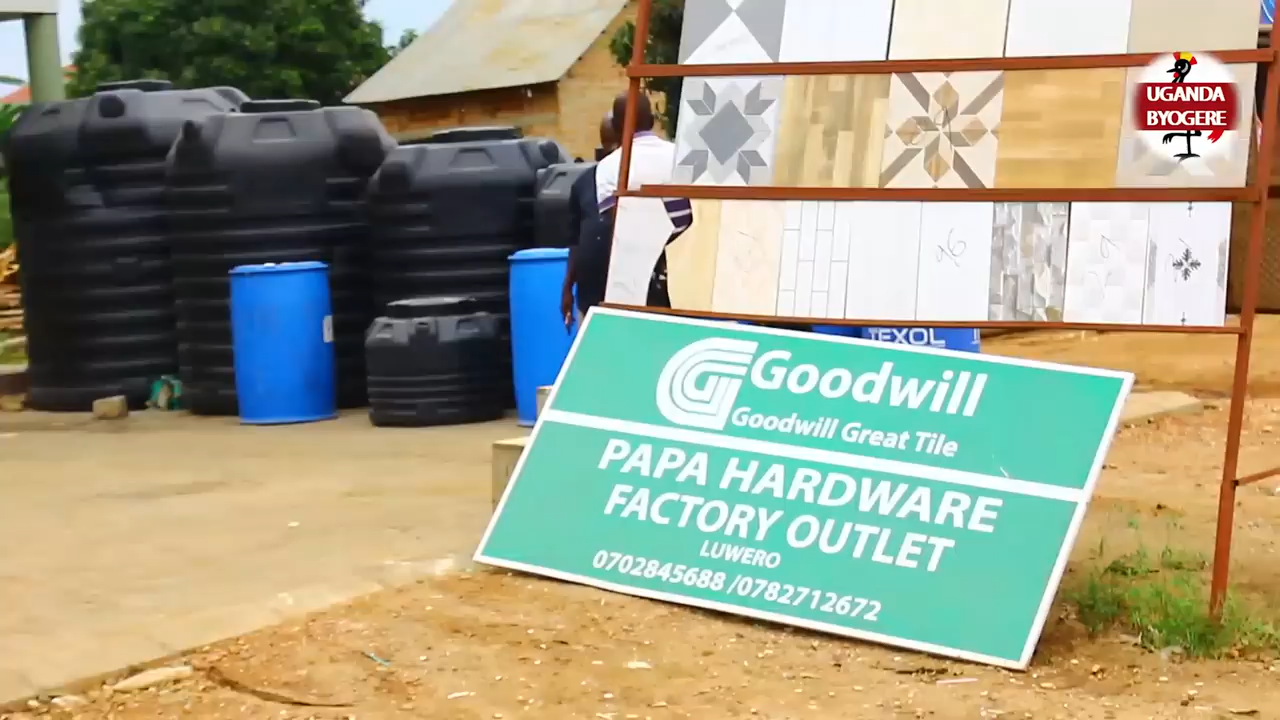 UGANDA
BYOGERE
TEXOL
G Goodwill
Goodwill Great Tile
PAPA HARDWARE
FACTORY OUTLET
LUWERO
0702845688 /0782712672